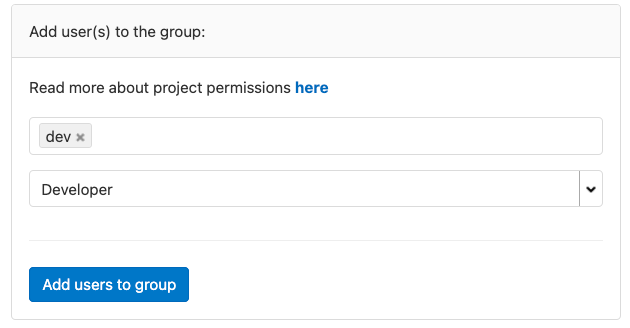 Add user(s) to the group:
Read more about project permissions here
dev ×
Developer
Add users to group